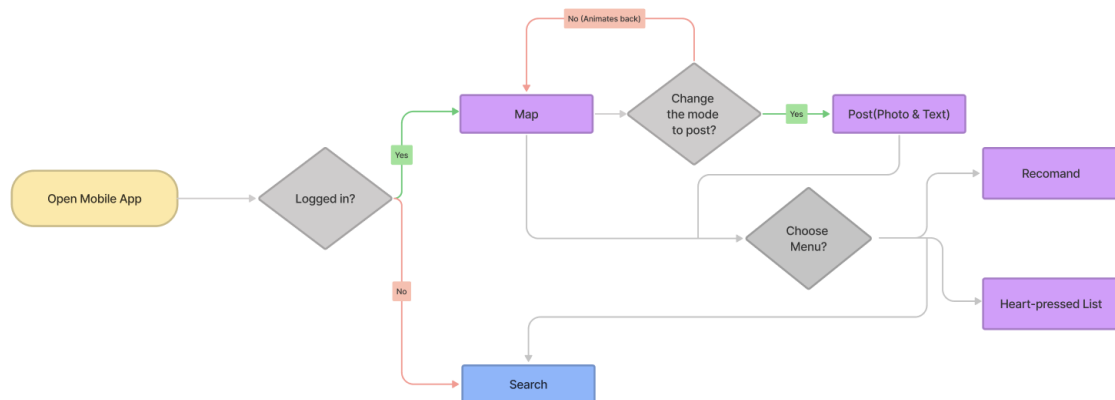 No (Animates back)
Map
Change
the mode
to post?
Yes
Post(Photo & Text)
Yes
Open Mobile App
Logged in?
Recomand
Choose
Menu?
No
Heart-pressed List
Search